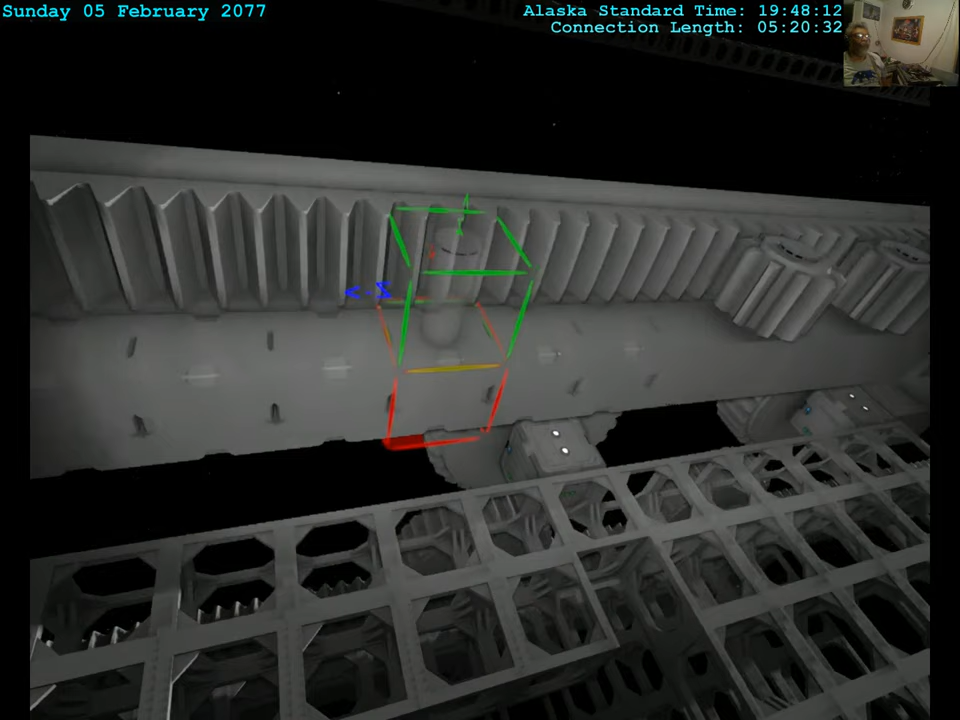 Sunday 05 February 2077
Alaska Standard Time: 19:48:12
Connection Length: 05:20:32